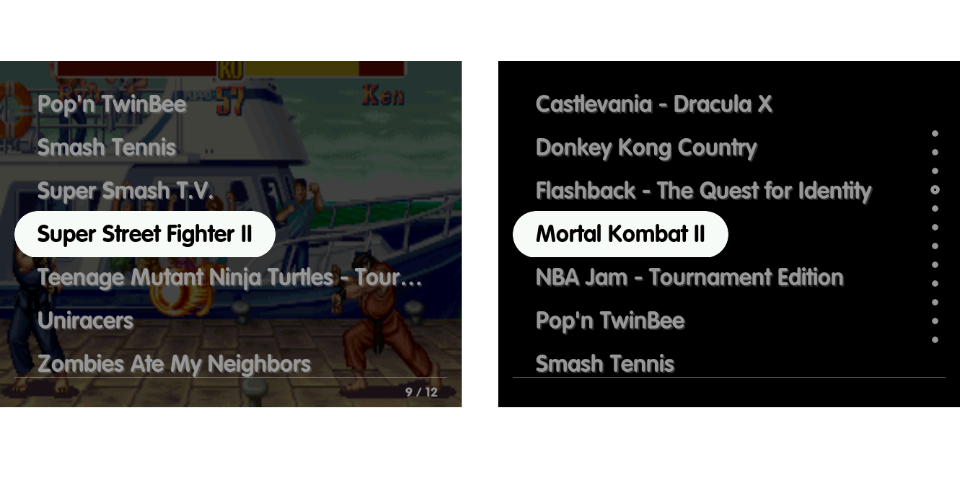 KO
57
Ken
Pop'n TwinBee
Smash Tennis
Super Smash T.V.
Super Street Fighter II
Teenage Mutant Ninja Turtles - Tour...
Uniracers
Zombies Ate My Neighbors
9 / 12
Castlevania - Dracula X
Donkey Kong Country
Flashback - The Quest for Identity
Mortal Kombat II
NBA Jam - Tournament Edition
Pop'n TwinBee
Smash Tennis